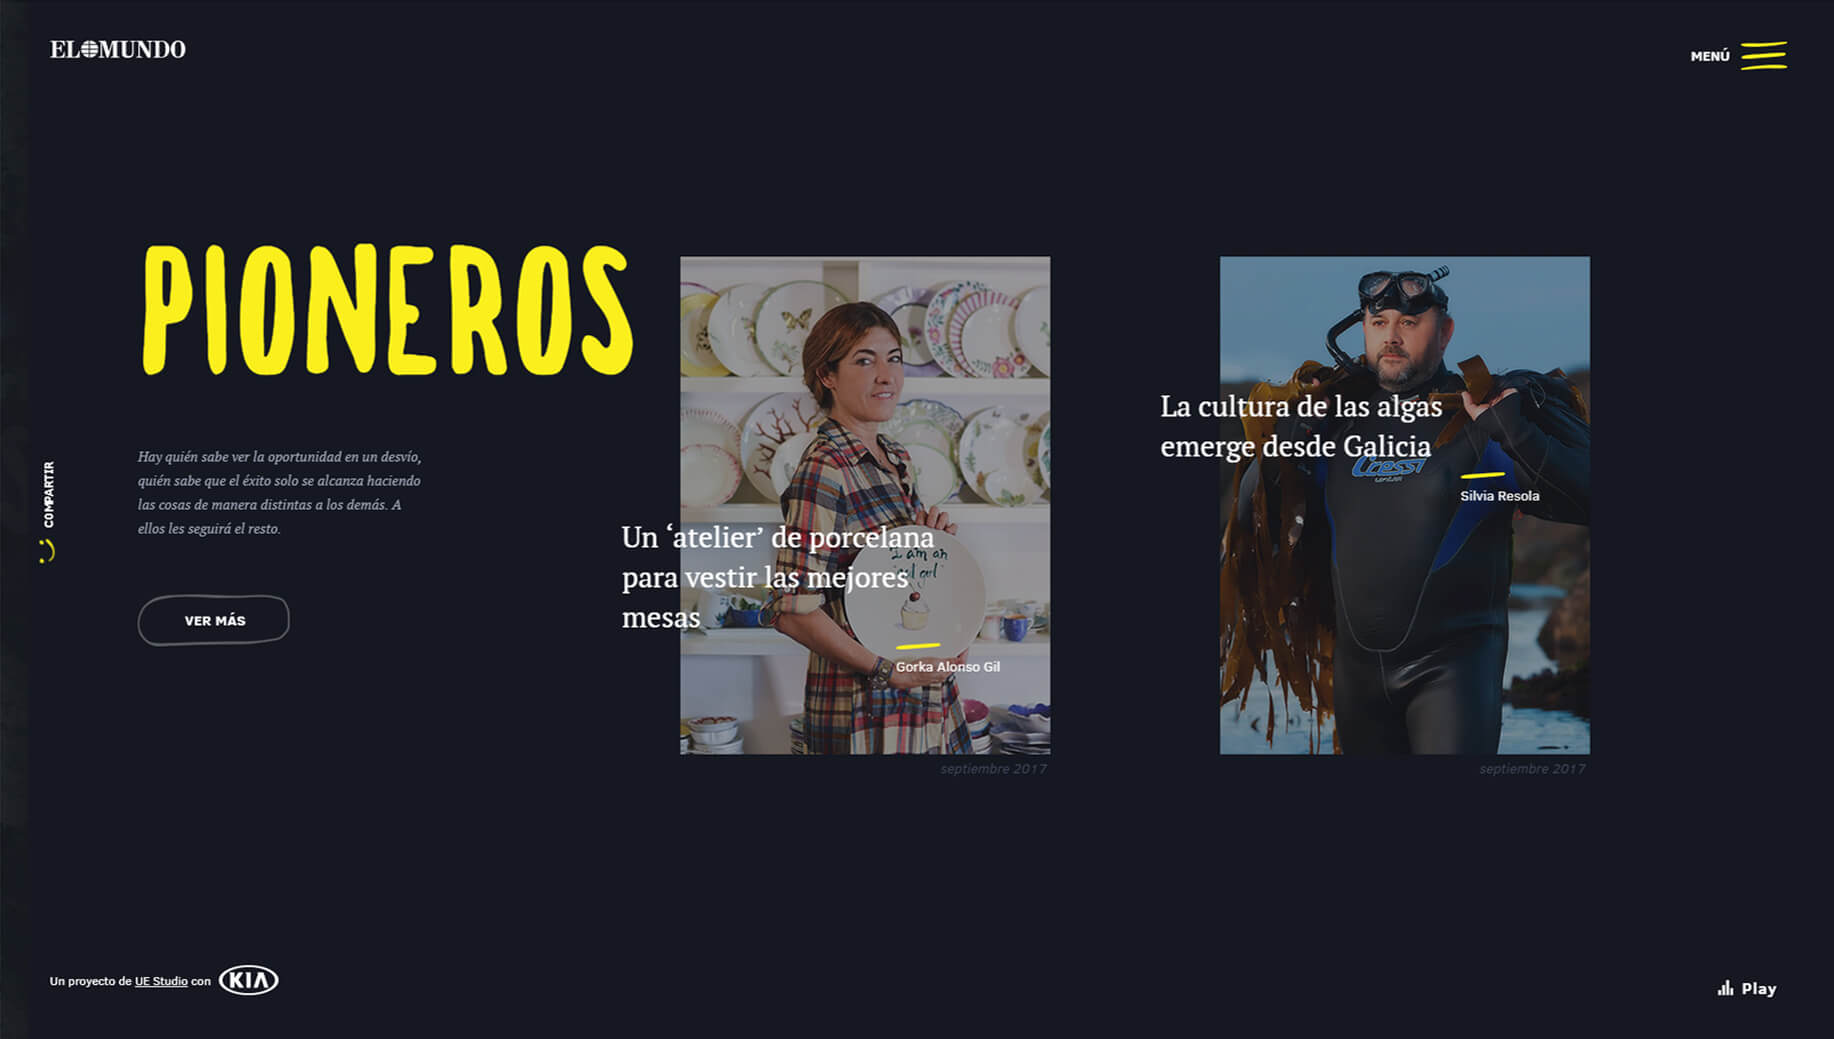 EL MUNDO
MENÚ
PIONEROS
Hay quién sabe ver la oportunidad en un desvío,
quién sabe que el éxito solo se alcanza haciendo
las cosas de manera distintas a los demás. A
ellos les seguirá el resto.
VER MÁS
COMPARTIR
Un ‘atelier’ de porcelana
para vestir las mejores
mesas
Gorka Alonso Gil
I am an
septiembre 2017
La cultura de las algas
emerge desde Galicia
Cressi
Silvia Resola
septiembre 2017
Un proyecto de UE Studio con
KIA
Play